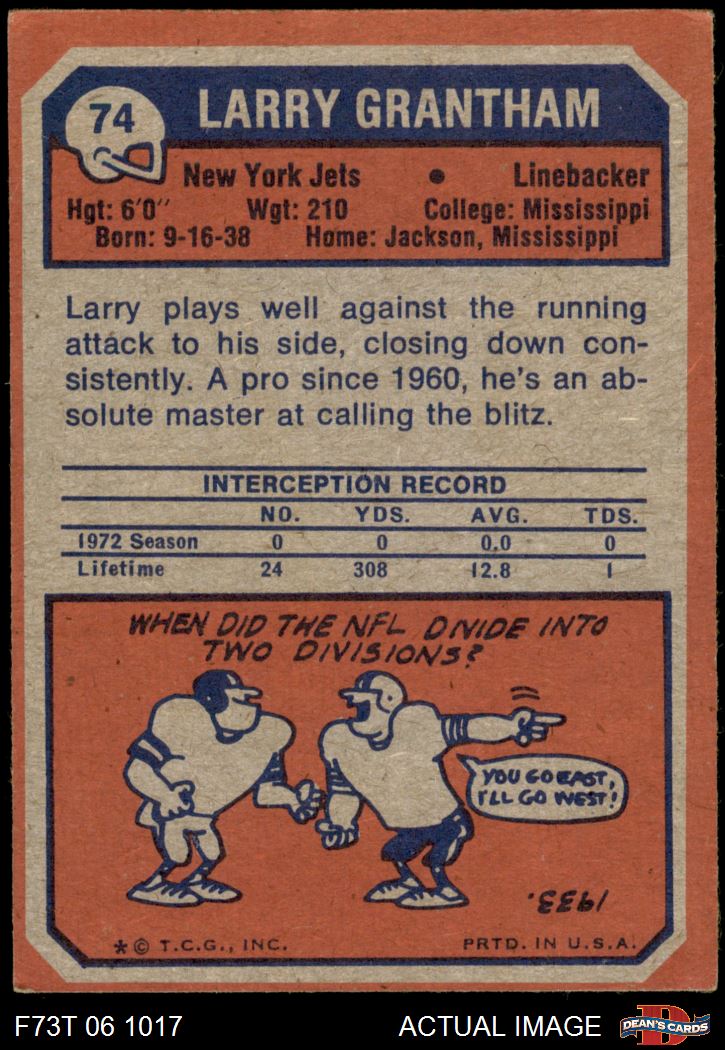 74
LARRY GRANTHAM
New York Jets • Linebacker
Hgt: 6'0" Wgt: 210 College: Mississippi
Born: 9-16-38 Home: Jackson, Mississippi
Larry plays well against the running
attack to his side, closing down con-
sistently. A pro since 1960, he's an ab-
solute master at calling the blitz.
INTERCEPTION RECORD
NO. YDS. AVG. TDS.
1972 Season 0 0 0.0 0
Lifetime 24 308 12.8 1
WHEN DID THE NFL DIVIDE INTO
TWO DIVISIONS?
YOU GO EAST,
I'LL GO WEST!
1933.
* © T.C.G., INC. PRTD. IN U.S.A.
F73T 06 1017 ACTUAL IMAGE
D
DEAN'S CARDS